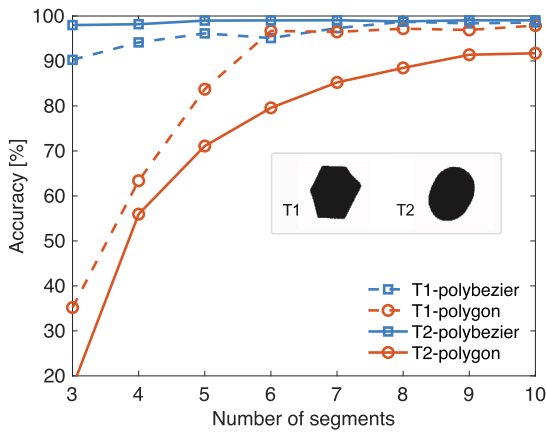 100
90
80
70
60
50
40
30
20
3 4 5 6 7 8 9 10
Accuracy [%]
Number of segments
T1 T2
T1-polybezier
T1-polygon
T2-polybezier
T2-polygon